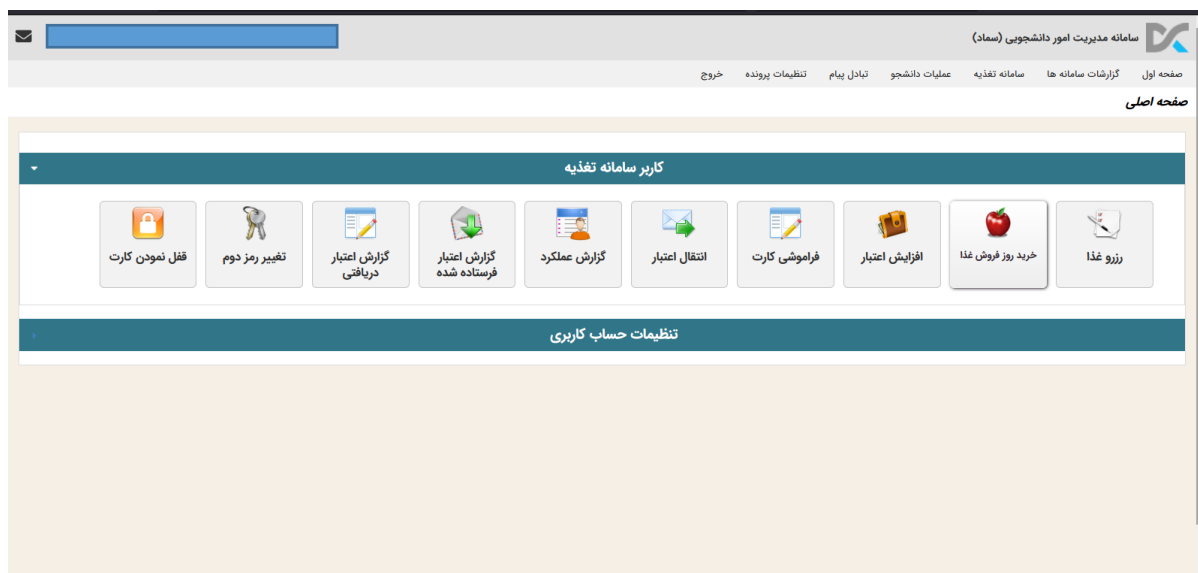 سامانه مدیریت امور دانشجویی (سماد)
صفحه اول گزارشات سامانه ها سامانه تغذیه عملیات دانشجو تبادل پیام تنظیمات پرونده خروج
صفحه اصلی
کاربر سامانه تغذیه
رزرو غذا
خرید روز فروش غذا
افزایش اعتبار
فراموشی کارت
انتقال اعتبار
گزارش عملکرد
گزارش اعتبار
فرستاده شده
گزارش اعتبار
دریافتی
تغییر رمز دوم
قفل نمودن کارت
تنظیمات حساب کاربری